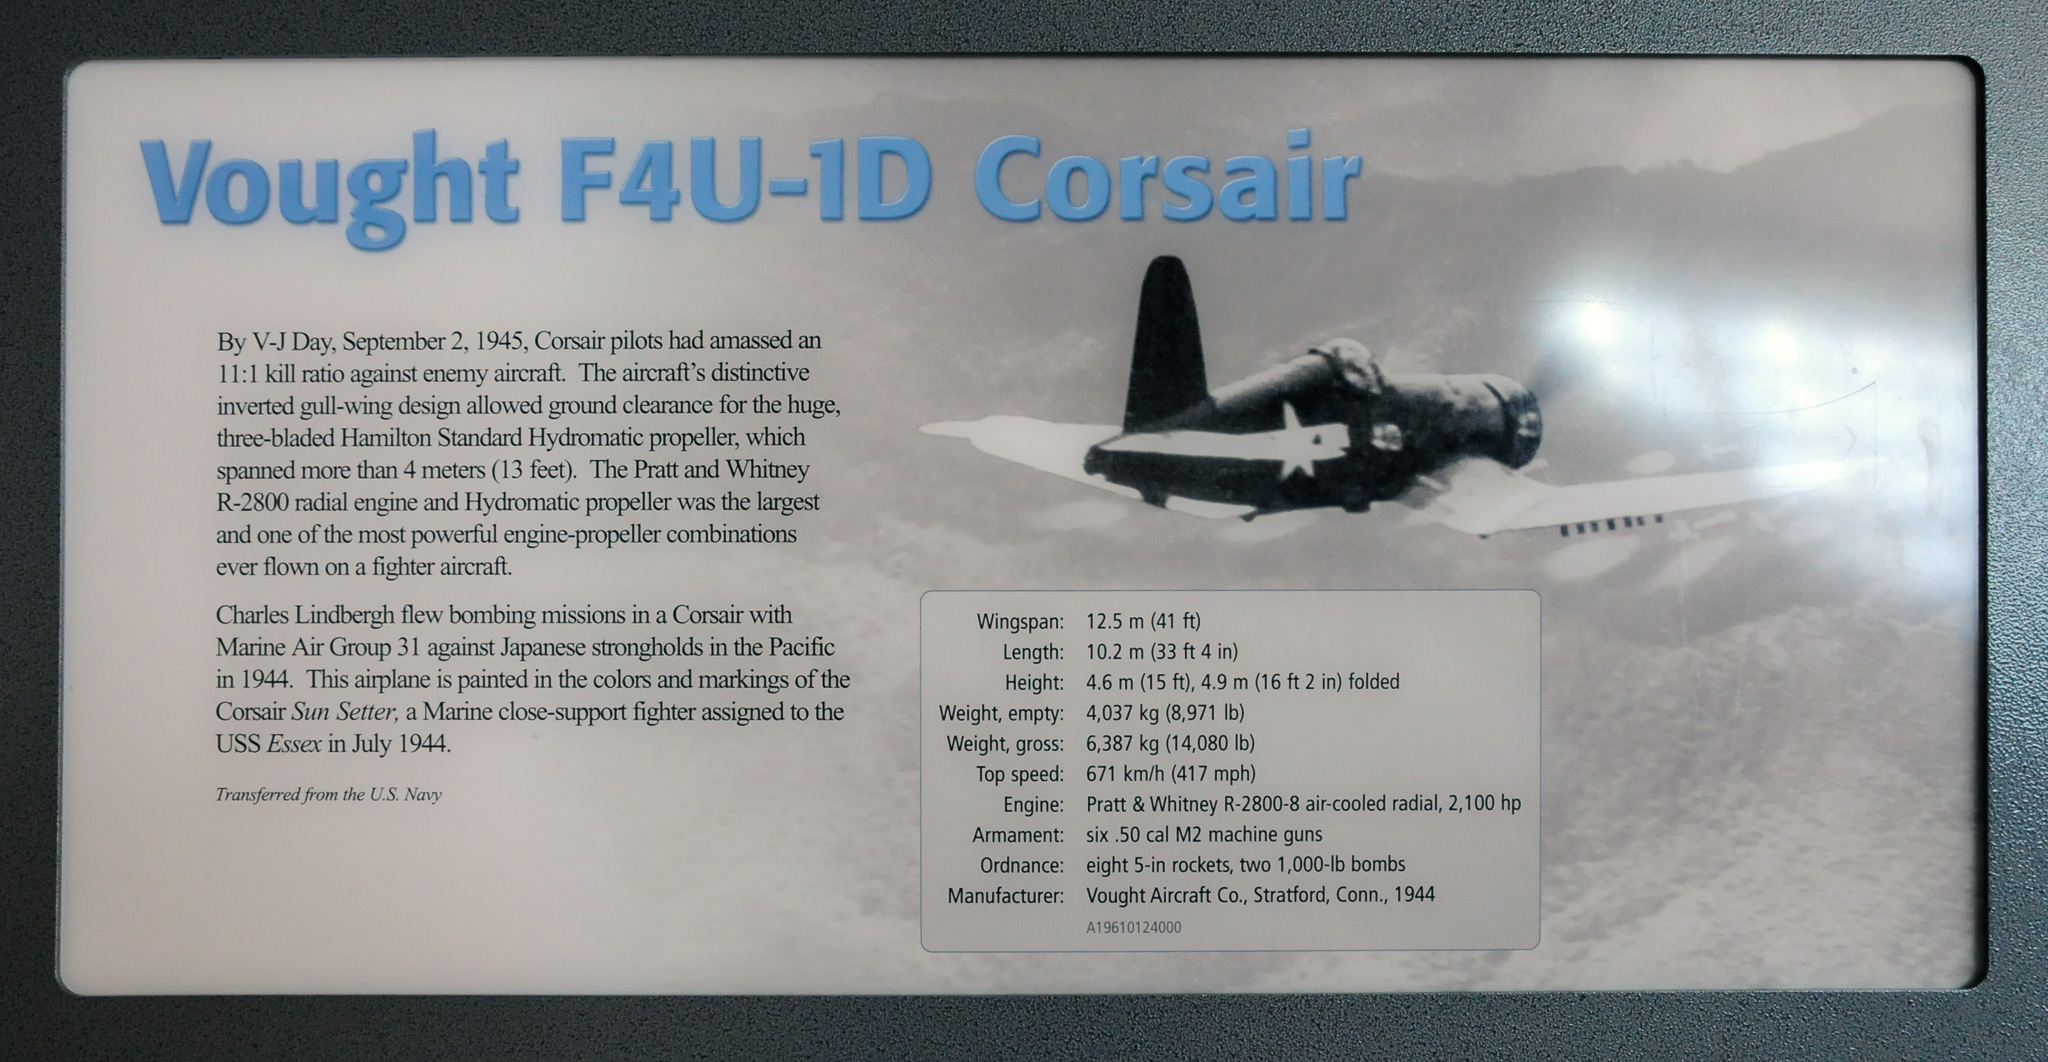 Vought F4U-1D Corsair
By V-J Day, September 2, 1945, Corsair pilots had amassed an
11:1 kill ratio against enemy aircraft. The aircraft's distinctive
inverted gull-wing design allowed ground clearance for the huge,
three-bladed Hamilton Standard Hydromatic propeller, which
spanned more than 4 meters (13 feet). The Pratt and Whitney
R-2800 radial engine and Hydromatic propeller was the largest
and one of the most powerful engine-propeller combinations
ever flown on a fighter aircraft.
Charles Lindbergh flew bombing missions in a Corsair with
Marine Air Group 31 against Japanese strongholds in the Pacific
in 1944. This airplane is painted in the colors and markings of the
Corsair Sun Setter, a Marine close-support fighter assigned to the
USS Essex in July 1944.
Transferred from the U.S. Navy
Wingspan: 12.5 m (41 ft)
Length: 10.2 m (33 ft 4 in)
Height: 4.6 m (15 ft), 4.9 m (16 ft 2 in) folded
Weight, empty: 4,037 kg (8,971 lb)
Weight, gross: 6,387 kg (14,080 lb)
Top speed: 671 km/h (417 mph)
Engine: Pratt & Whitney R-2800-8 air-cooled radial, 2,100 hp
Armament: six .50 cal M2 machine guns
Ordnance: eight 5-in rockets, two 1,000-lb bombs
Manufacturer: Vought Aircraft Co., Stratford, Conn., 1944
A19610124000